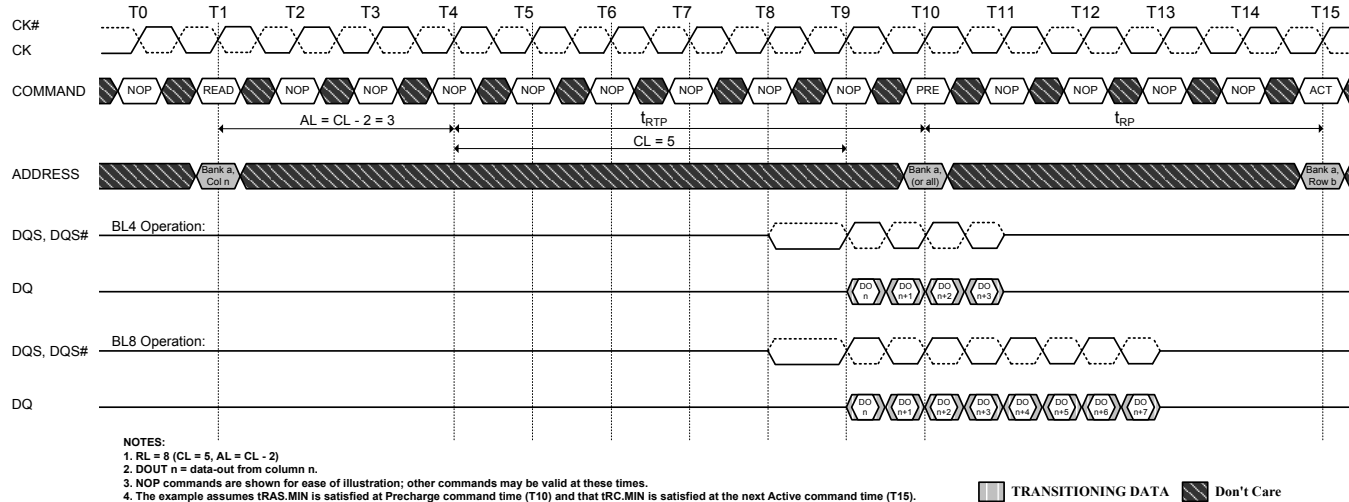 T0 T1 T2 T3 T4 T5 T6 T7 T8 T9 T10 T11 T12 T13 T14 T15
CK#
CK
COMMAND NOP READ NOP NOP NOP NOP NOP NOP NOP NOP PRE NOP NOP NOP NOP ACT
AL = CL - 2 = 3 tRTP tRP
CL = 5
ADDRESS Bank a, Col n Bank a, (or all) Bank a, Row b
BL4 Operation:
DQS, DQS#
DQ DO n DO n+1 DO n+2 DO n+3
BL8 Operation:
DQS, DQS#
DQ DO n DO n+1 DO n+2 DO n+3 DO n+4 DO n+5 DO n+6 DO n+7
NOTES:
1. RL = 8 (CL = 5, AL = CL - 2)
2. DOUT n = data-out from column n.
3. NOP commands are shown for ease of illustration; other commands may be valid at these times.
4. The example assumes tRAS.MIN is satisfied at Precharge command time (T10) and that tRC.MIN is satisfied at the next Active command time (T15).
TRANSITIONING DATA Don't Care